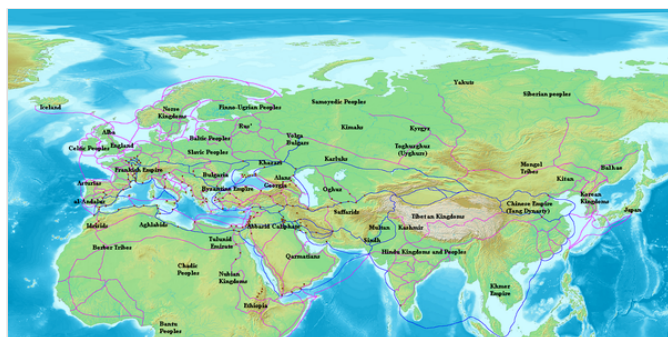 Iceland
Norse
Kingdoms
Finno-Ugrian Peoples
Samoyedic Peoples
Yakuts
Siberian peoples
Alba
England
Celtic Peoples
Baltic Peoples
Rus'
Slavic Peoples
Volga
Bulgars
Kimaks
Kyrgyz
Toghurghuz
(Uyghurs)
Frankish Empire
Khazars
Karluks
Mongol
Tribes
Kitan
Balhae
Asturias
al-Andalus
Bulgaria
Byzantine Empire
Alans
Georgia
Oghuz
Saffarids
Tibetan Kingdoms
Chinese Empire
(Tang Dynasty)
Korean
Kingdoms
Japan
Idrisids
Aghlabids
Abbasid Caliphate
Multan
Kashmir
Sindh
Berber Tribes
Tulunid
Emirate
Qarmatians
Hindu Kingdoms and Peoples
Chadic
Peoples
Nubian
Kingdoms
Ethiopia
Khmer
Empire
Bantu
Peoples